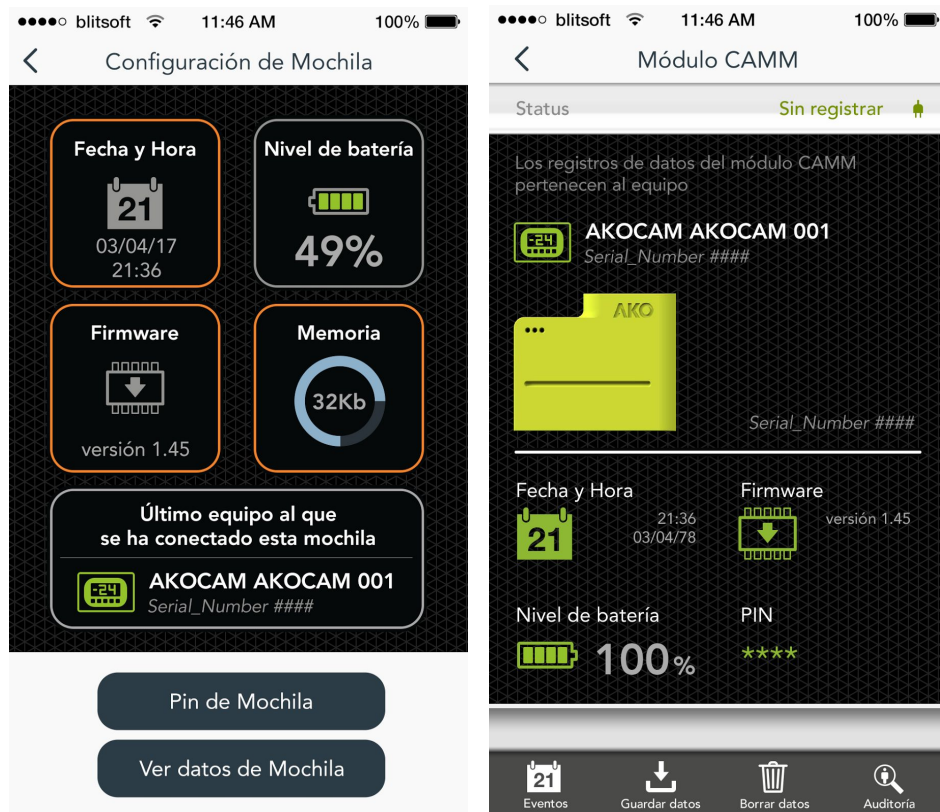 blitsoft 11:46 AM 100%
Configuración de Mochila
Fecha y Hora
21
03/04/17
21:36
Nivel de batería
49%
Firmware
versión 1.45
Memoria
32Kb
Último equipo al que
se ha conectado esta mochila
-24
AKOCAM AKOCAM 001
Serial_Number ####
Pin de Mochila
Ver datos de Mochila
blitsoft 11:46 AM 100%
Módulo CAMM
Status Sin registrar
Los registros de datos del módulo CAMM
pertenecen al equipo
-24
AKOCAM AKOCAM 001
Serial_Number ####
AKO
Serial_Number ####
Fecha y Hora
21
21:36
03/04/78
Firmware
versión 1.45
Nivel de batería
100%
PIN
****
21
Eventos
Guardar datos
Borrar datos
Auditoría